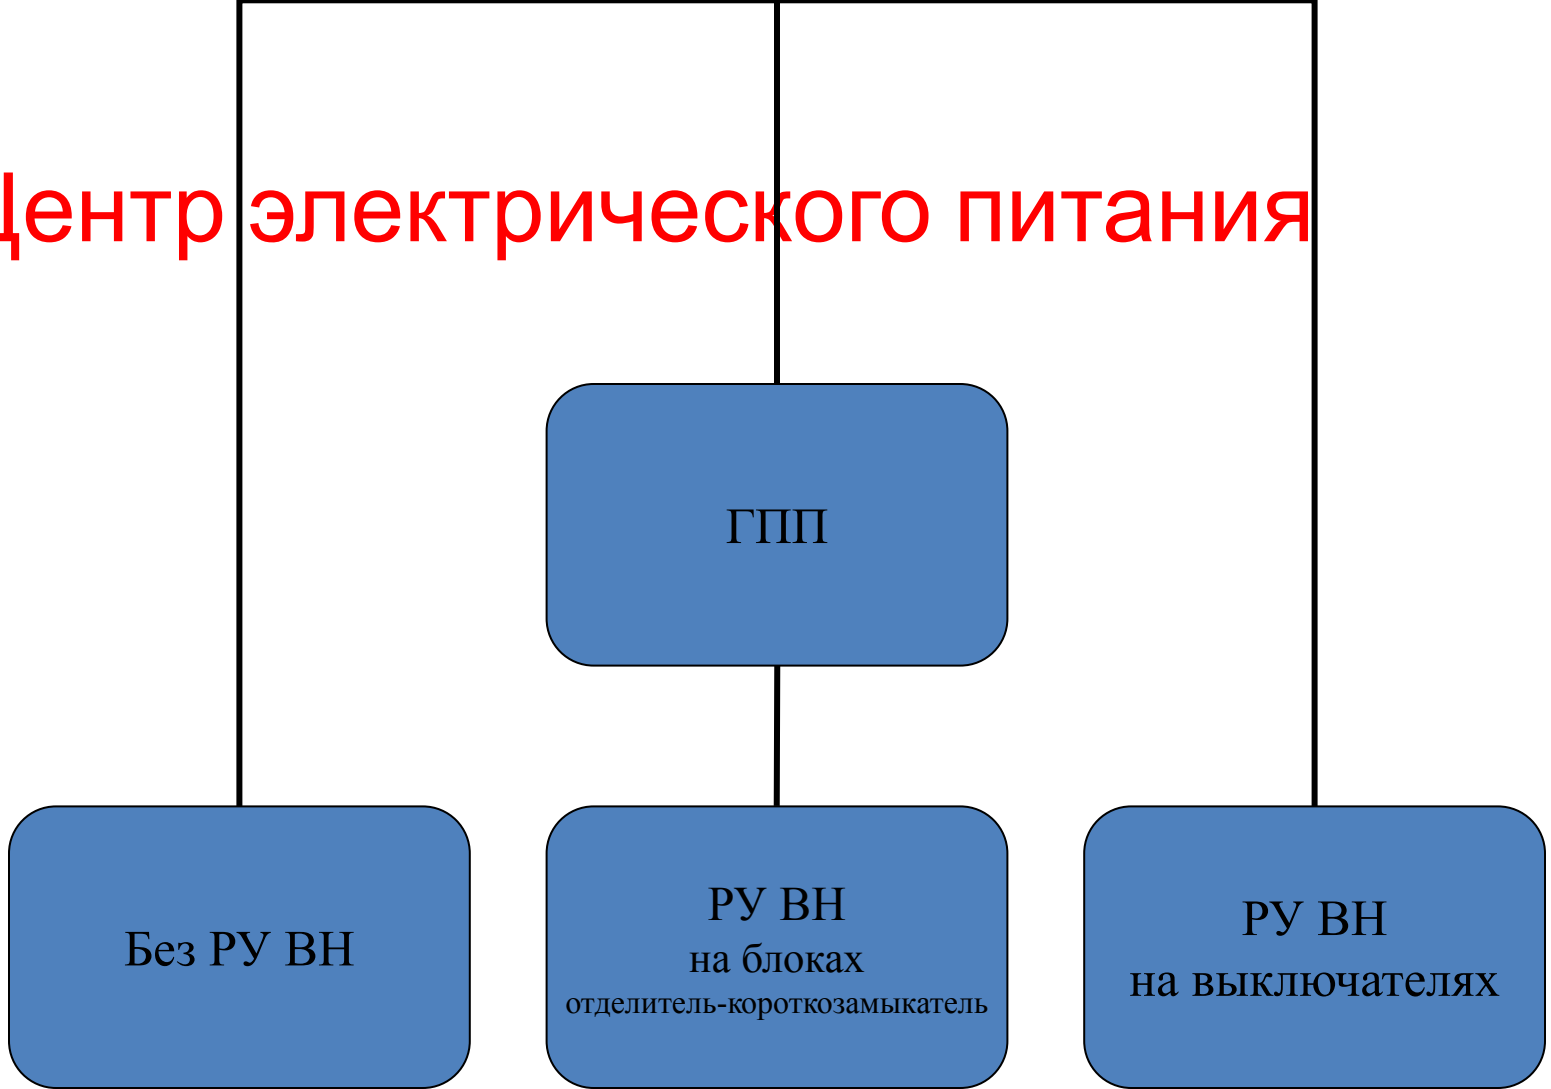 Центр электрического питания
ГПП
Без РУ ВН
РУ ВН
на блоках
отделитель-короткозамыкатель
РУ ВН
на выключателях